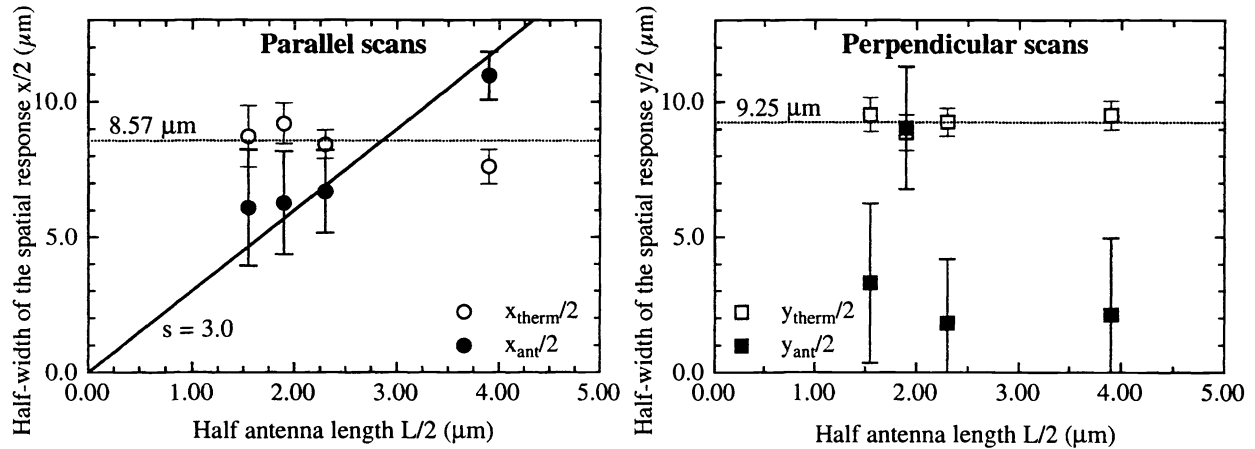 Half-width of the spatial response x/2 (μm)
Parallel scans
10.0
5.0
0.0
8.57 μm
s = 3.0
x_therm/2
x_ant/2
0.00 1.00 2.00 3.00 4.00 5.00
Half antenna length L/2 (μm)
Half-width of the spatial response y/2 (μm)
Perpendicular scans
10.0
5.0
0.0
9.25 μm
y_therm/2
y_ant/2
0.00 1.00 2.00 3.00 4.00 5.00
Half antenna length L/2 (μm)